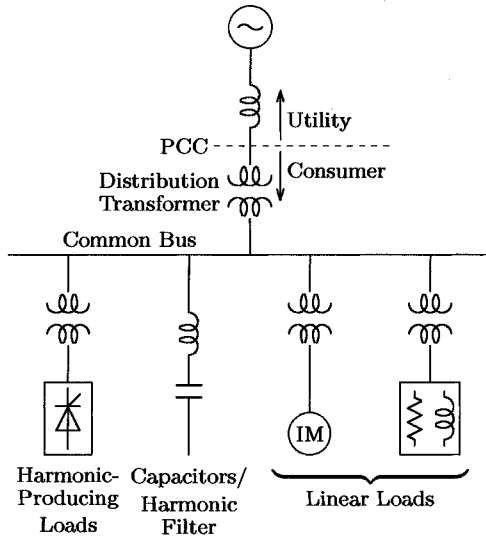 Utility
PCC
Consumer
Distribution
Transformer
Common Bus
IM
Harmonic-
Producing
Loads
Capacitors/
Harmonic
Filter
Linear Loads